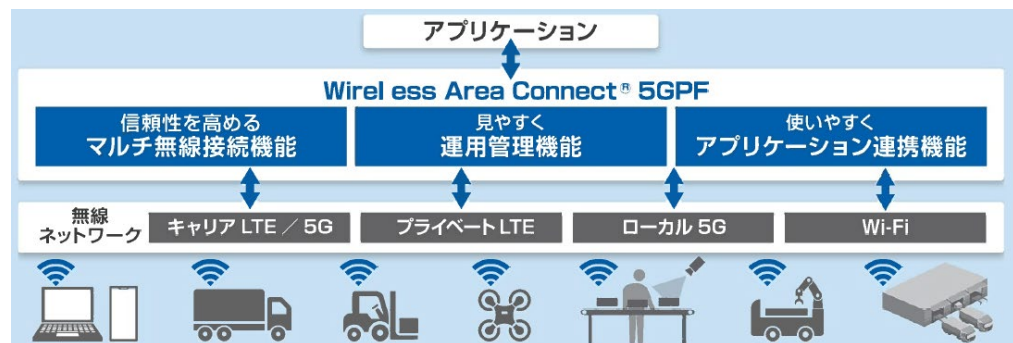 アプリケーション
Wireless Area Connect® 5GPF
信頼性を高める
マルチ無線接続機能
見やすく
運用管理機能
使いやすく
アプリケーション連携機能
無線
ネットワーク
キャリア LTE ／ 5G
プライベート LTE
ローカル 5G
Wi-Fi